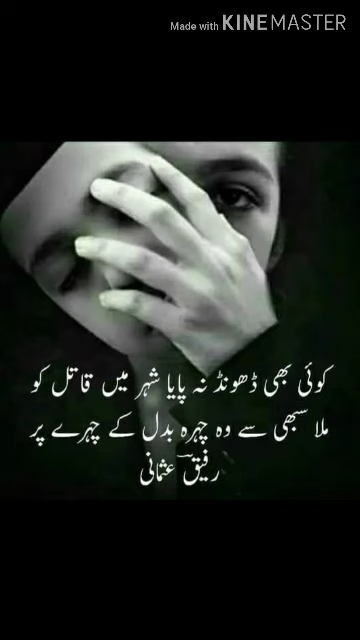 Made with KINEMASTER
کوئی بھی ڈھونڈ نہ پایا شہر میں قاتل کو
ملا سبھی سے وہ چہرہ بدل کے چہرے پر
رفیق عثمانی